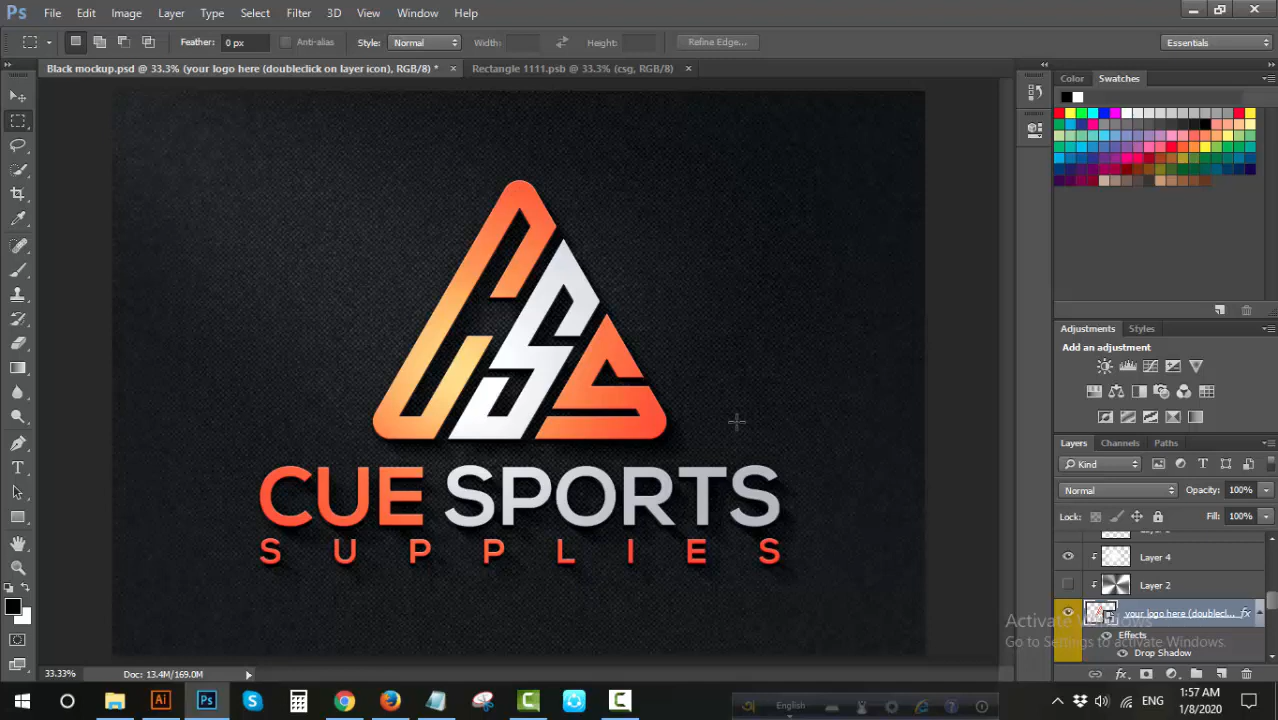 Ps File Edit Image Layer Type Select Filter 3D View Window Help
Feather: 0 px Anti-alias Style: Normal Width: Height: Refine Edge... Essentials
Black mockup.psd @ 33.3% (your logo here (doubleclick on layer icon), RGB/8) * × Rectangle 1111.psb @ 33.3% (csg, RGB/8) ×
Color Swatches
CSS
CUE SPORTS
SUPPLIES
Adjustments Styles
Add an adjustment
Layers Channels Paths
Kind
Normal Opacity: 100%
Lock: Fill: 100%
Layer 4
Layer 2
your logo here (doublecl... fx
Effects
Drop Shadow
Activate Windows
Go to Settings to activate Windows.
33.33% Doc: 13.4M/169.0M
Ai Ps English ENG 1:57 AM
1/8/2020